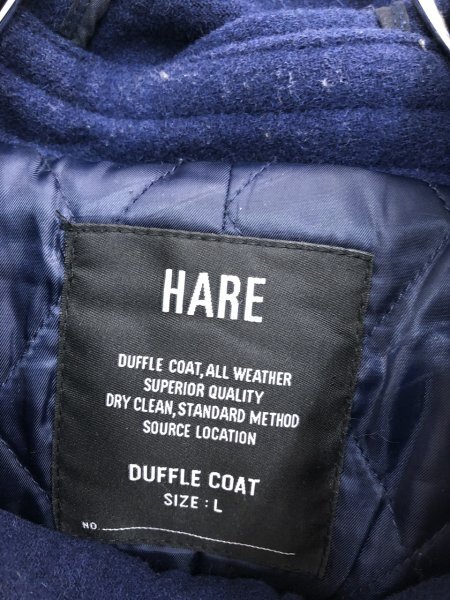 HARE
DUFFLE COAT, ALL WEATHER
SUPERIOR QUALITY
DRY CLEAN, STANDARD METHOD
SOURCE LOCATION
DUFFLE COAT
SIZE : L
NO.